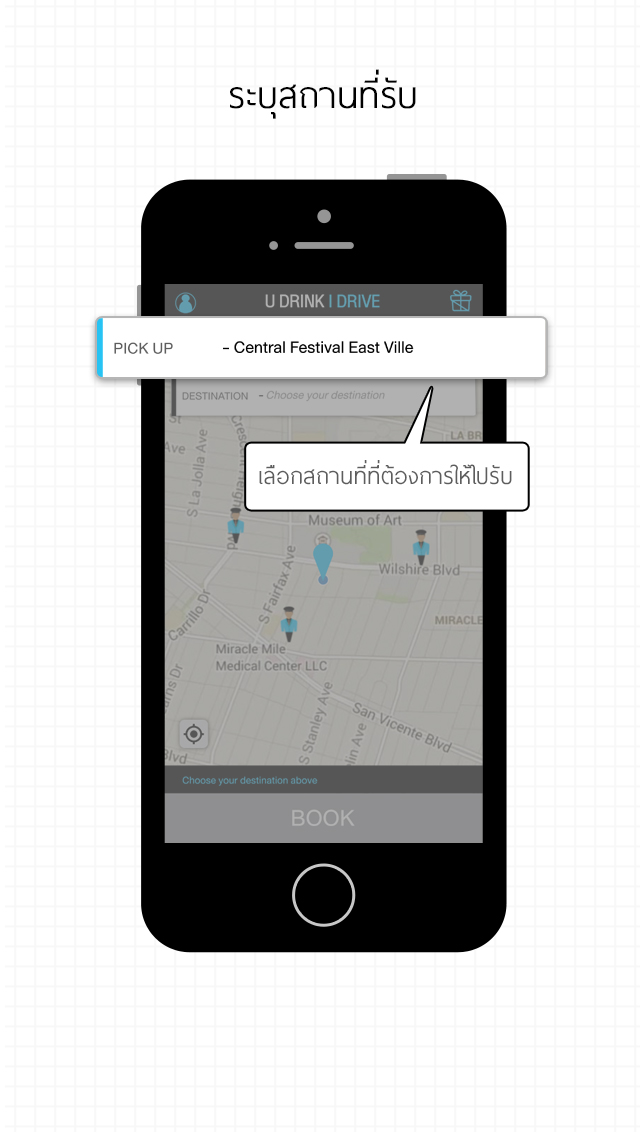 ระบุสถานที่รับ
U DRINK I DRIVE
PICK UP - Central Festival East Ville
DESTINATION - Choose your destination
St
Ave
S La Jolla Ave
LA BR
เลือกสถานที่ที่ต้องการให้ไปรับ
Museum of Art
Wilshire Blvd
S Fairfax Ave
Carrillo Dr
MIRACLE
Miracle Mile
Medical Center LLC
S Stanley Ave
San Vicente Blvd
Blvd
Choose your destination above
BOOK